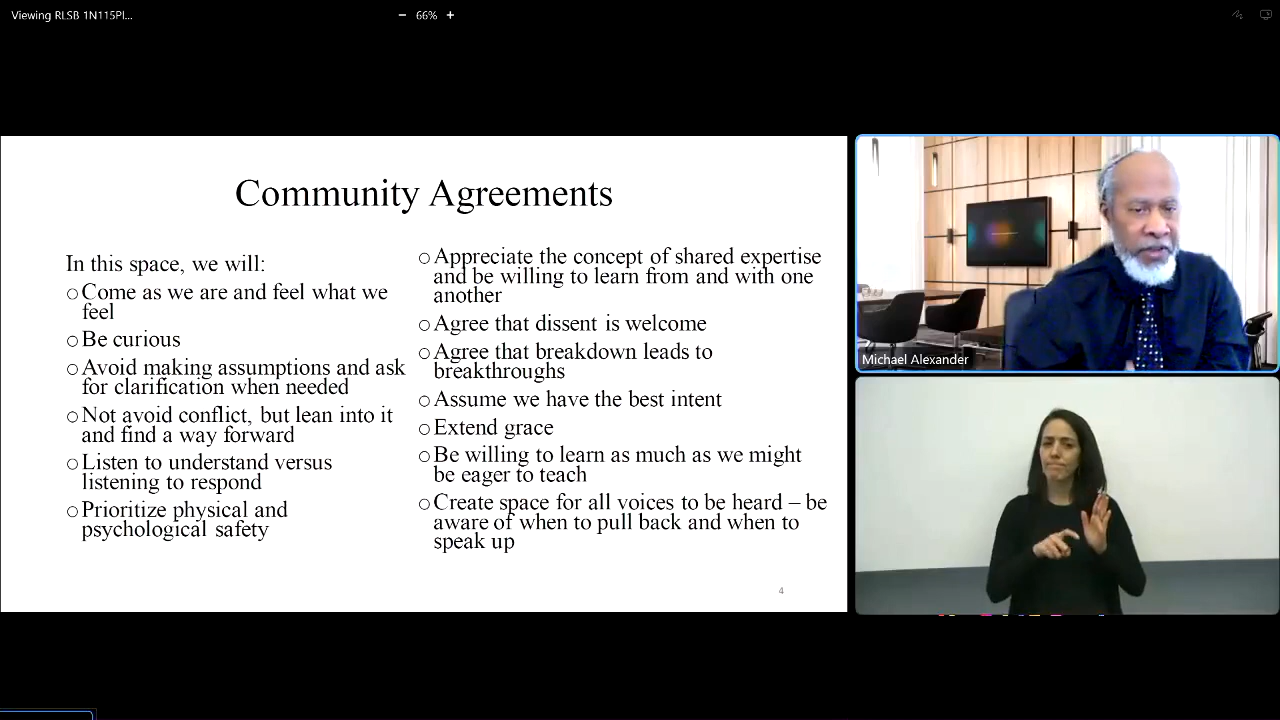 Viewing RLSB 1N115Pl...
− 66% +
Community Agreements
In this space, we will:
○Come as we are and feel what we
feel
○Be curious
○Avoid making assumptions and ask
for clarification when needed
○Not avoid conflict, but lean into it
and find a way forward
○Listen to understand versus
listening to respond
○Prioritize physical and
psychological safety
○Appreciate the concept of shared expertise
and be willing to learn from and with one
another
○Agree that dissent is welcome
○Agree that breakdown leads to
breakthroughs
○Assume we have the best intent
○Extend grace
○Be willing to learn as much as we might
be eager to teach
○Create space for all voices to be heard – be
aware of when to pull back and when to
speak up
4
Michael Alexander